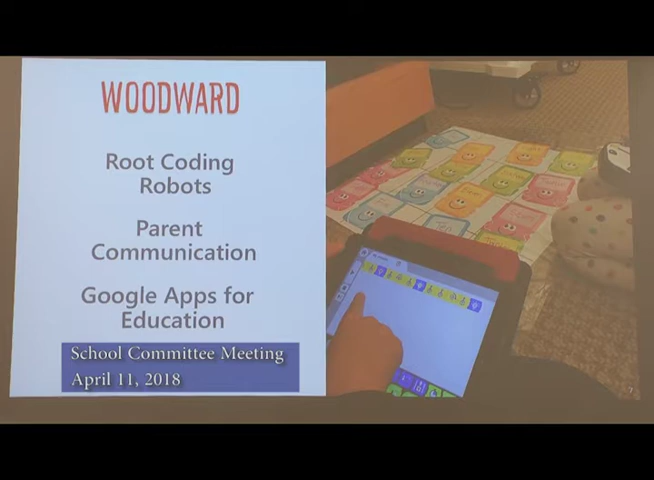 WOODWARD
Root Coding
Robots
Parent
Communication
Google Apps for
Education
School Committee Meeting
April 11, 2018